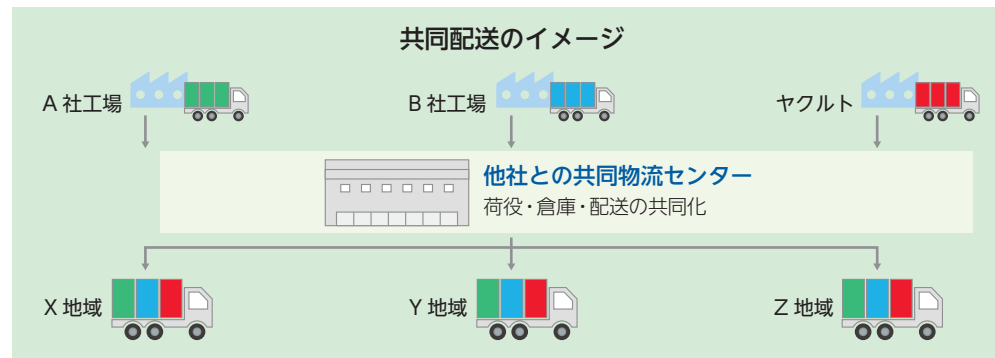 共同配送のイメージ
A 社工場
B 社工場
ヤクルト
他社との共同物流センター
荷役・倉庫・配送の共同化
X 地域
Y 地域
Z 地域